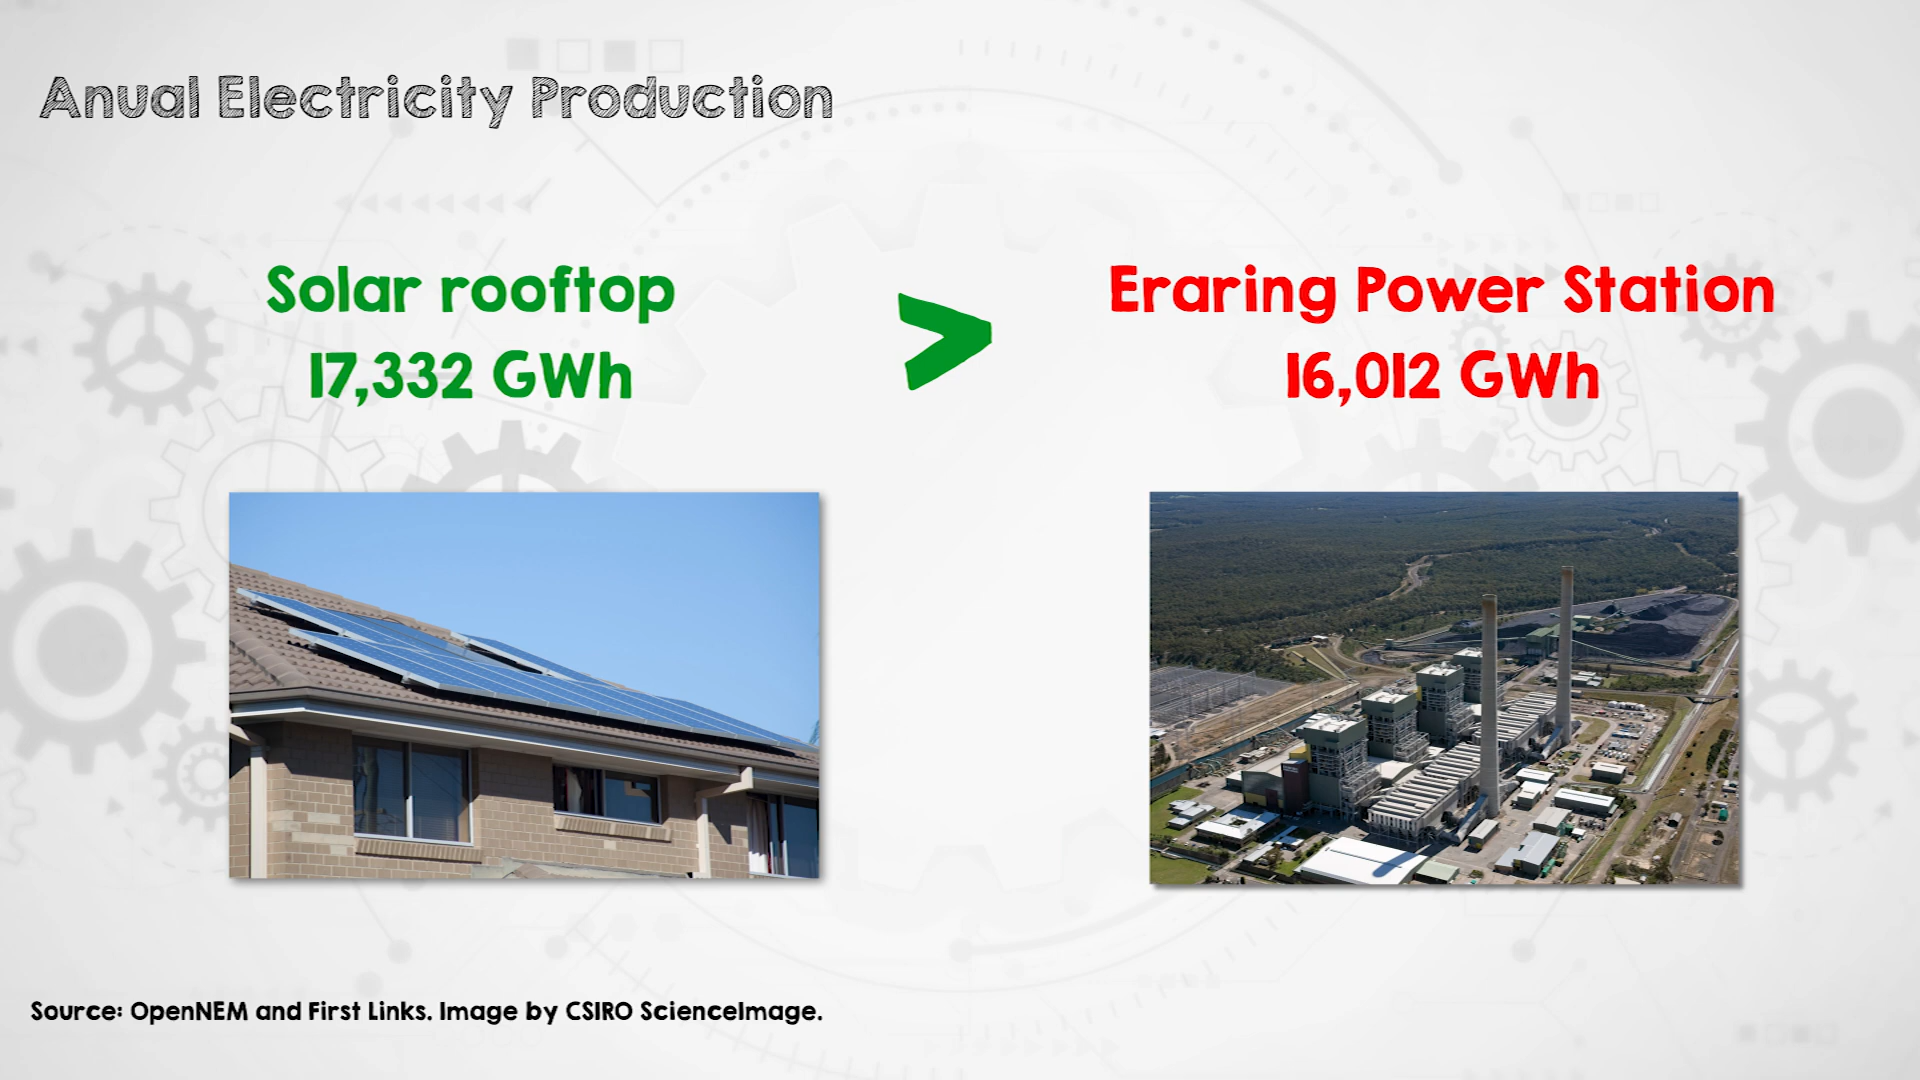 Anual Electricity Production
Solar rooftop
17,332 GWh
>
Eraring Power Station
16,012 GWh
Source: OpenNEM and First Links. Image by CSIRO ScienceImage.